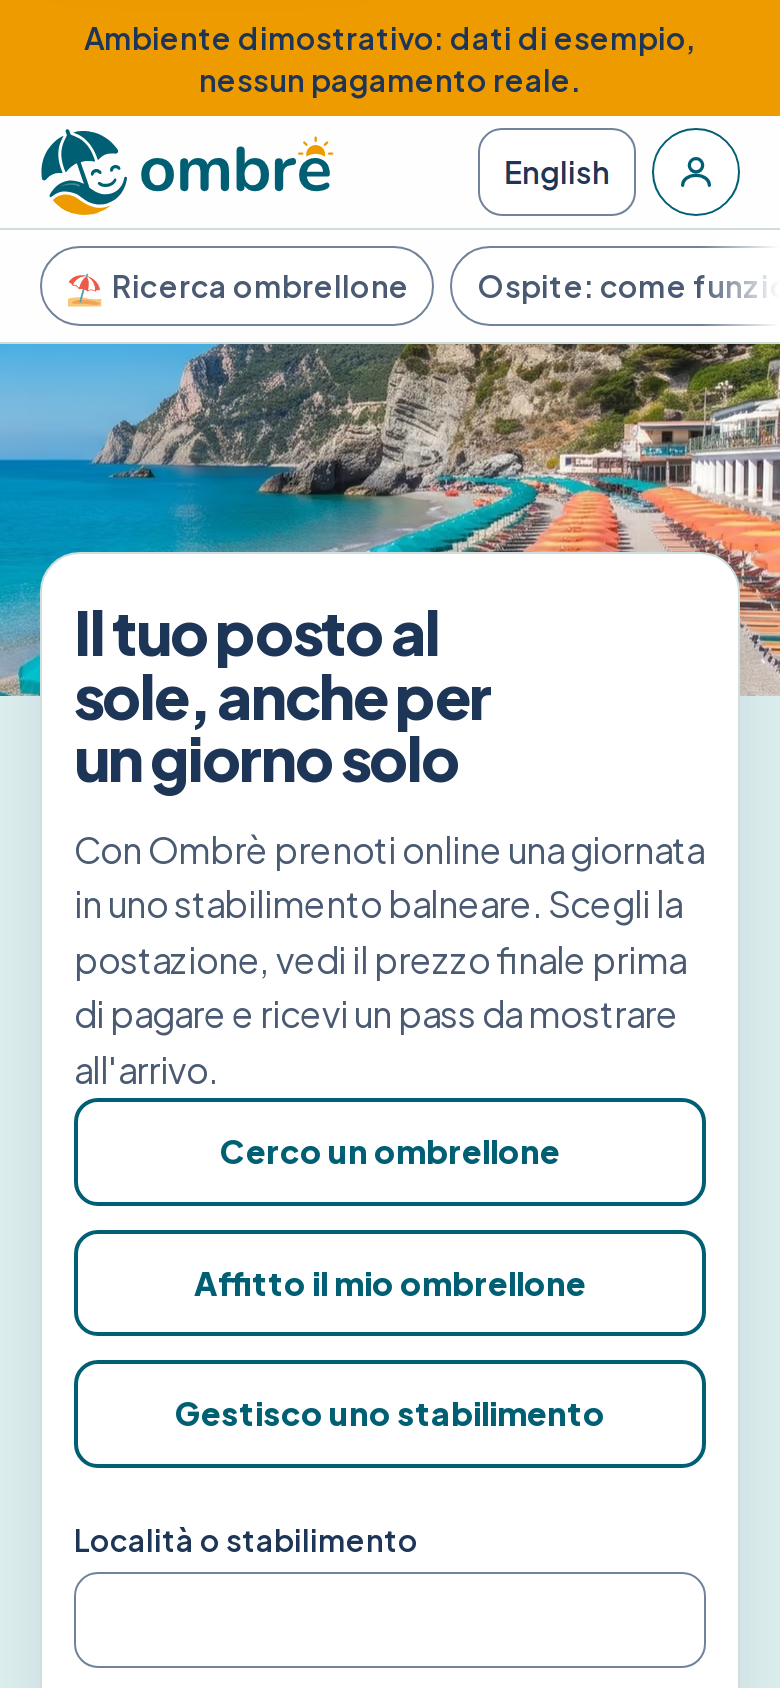 Ambiente dimostrativo: dati di esempio,
nessun pagamento reale.
ombrè
English
Ricerca ombrellone
Ospite: come funzio
Il tuo posto al
sole, anche per
un giorno solo
Con Ombrè prenoti online una giornata
in uno stabilimento balneare. Scegli la
postazione, vedi il prezzo finale prima
di pagare e ricevi un pass da mostrare
all'arrivo.
Cerco un ombrellone
Affitto il mio ombrellone
Gestisco uno stabilimento
Località o stabilimento